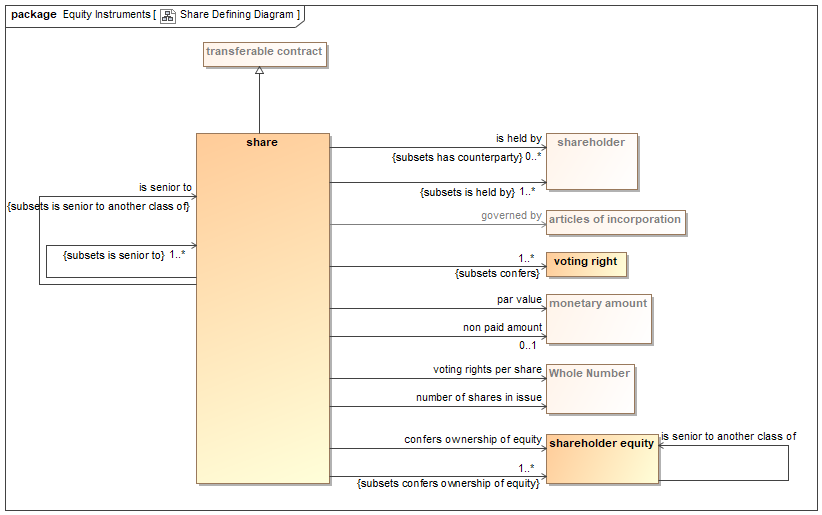 package Equity Instruments [ Share Defining Diagram ]
transferable contract
share
is held by
shareholder
{subsets has counterparty} 0..*
is senior to
{subsets is held by} 1..*
{subsets is senior to another class of}
governed by
articles of incorporation
{subsets is senior to} 1..*
1..*
voting right
{subsets confers}
par value
monetary amount
non paid amount
0..1
voting rights per share
Whole Number
number of shares in issue
confers ownership of equity
shareholder equity
is senior to another class of
1..*
{subsets confers ownership of equity}